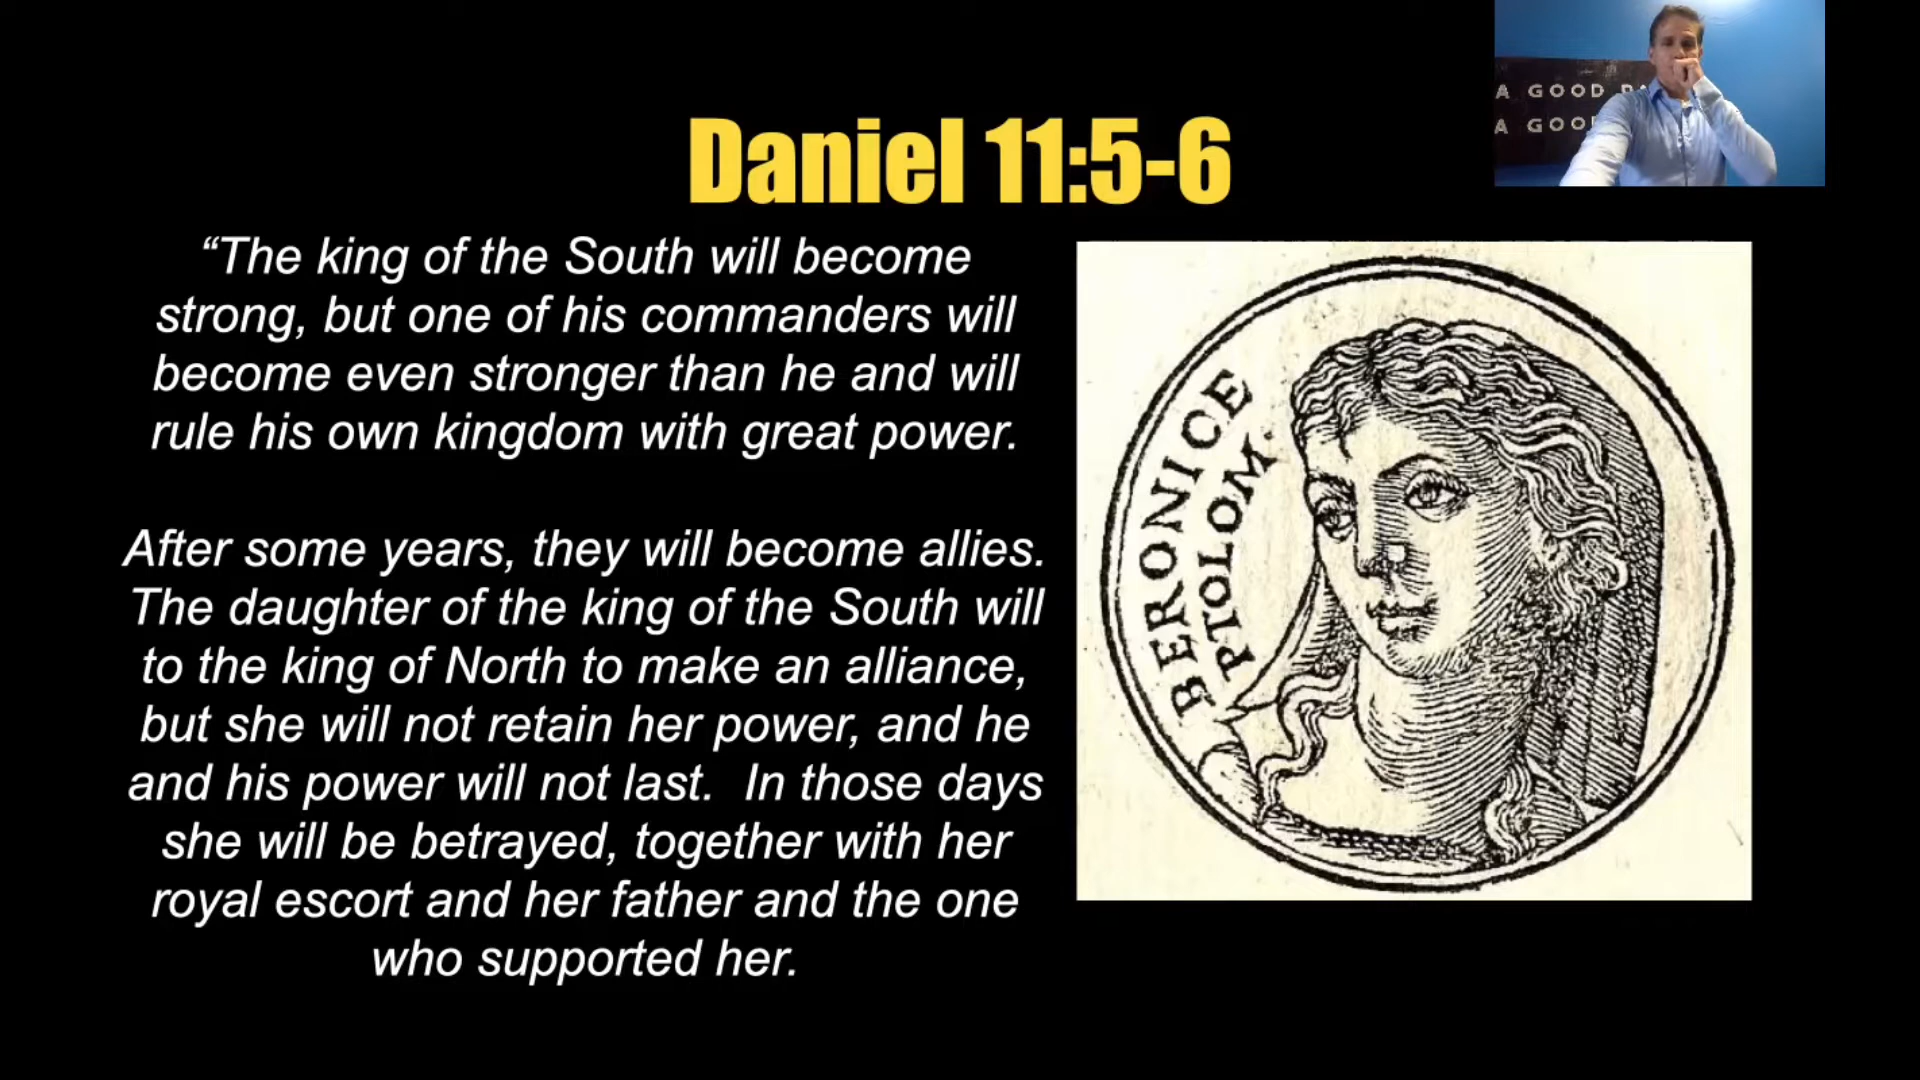 A GOOD
A GOO
Daniel 11:5-6
“The king of the South will become
strong, but one of his commanders will
become even stronger than he and will
rule his own kingdom with great power.
After some years, they will become allies.
The daughter of the king of the South will
to the king of North to make an alliance,
but she will not retain her power, and he
and his power will not last.  In those days
she will be betrayed, together with her
royal escort and her father and the one
who supported her.
BERONICE
PTOLOM.